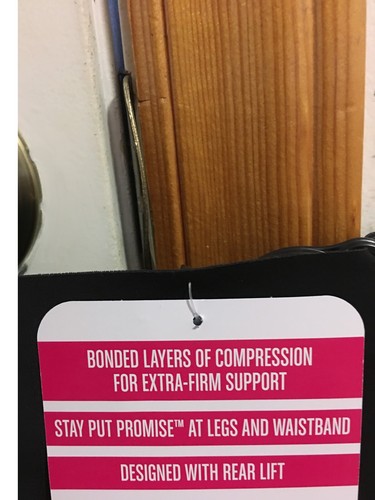 BONDED LAYERS OF COMPRESSION
FOR EXTRA-FIRM SUPPORT
STAY PUT PROMISE™ AT LEGS AND WAISTBAND
DESIGNED WITH REAR LIFT